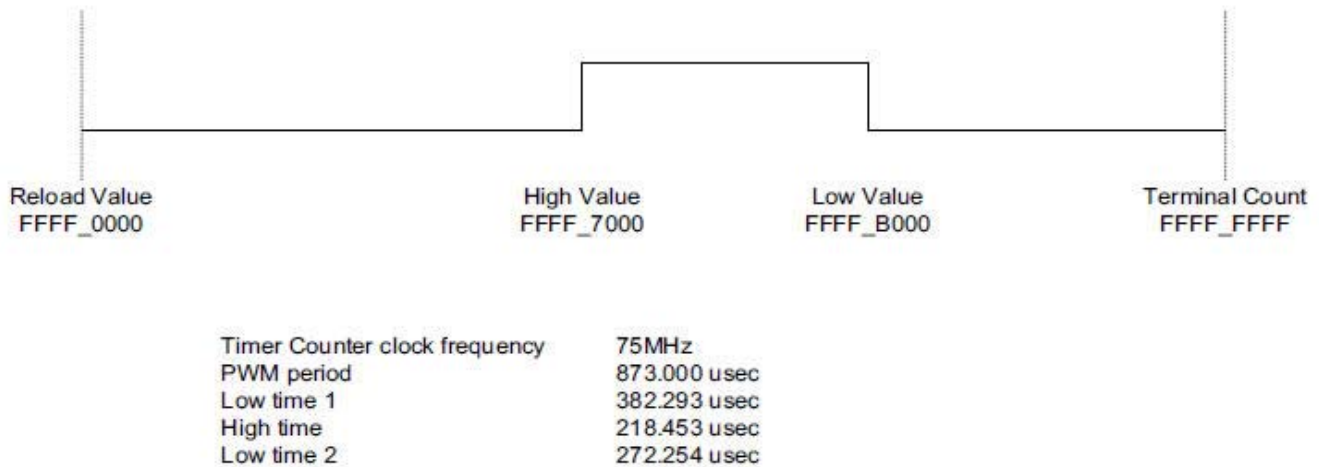 Reload Value High Value Low Value Terminal Count
FFFF_0000 FFFF_7000 FFFF_B000 FFFF_FFFF
Timer Counter clock frequency 75MHz
PWM period 873.000 usec
Low time 1 382.293 usec
High time 218.453 usec
Low time 2 272.254 usec